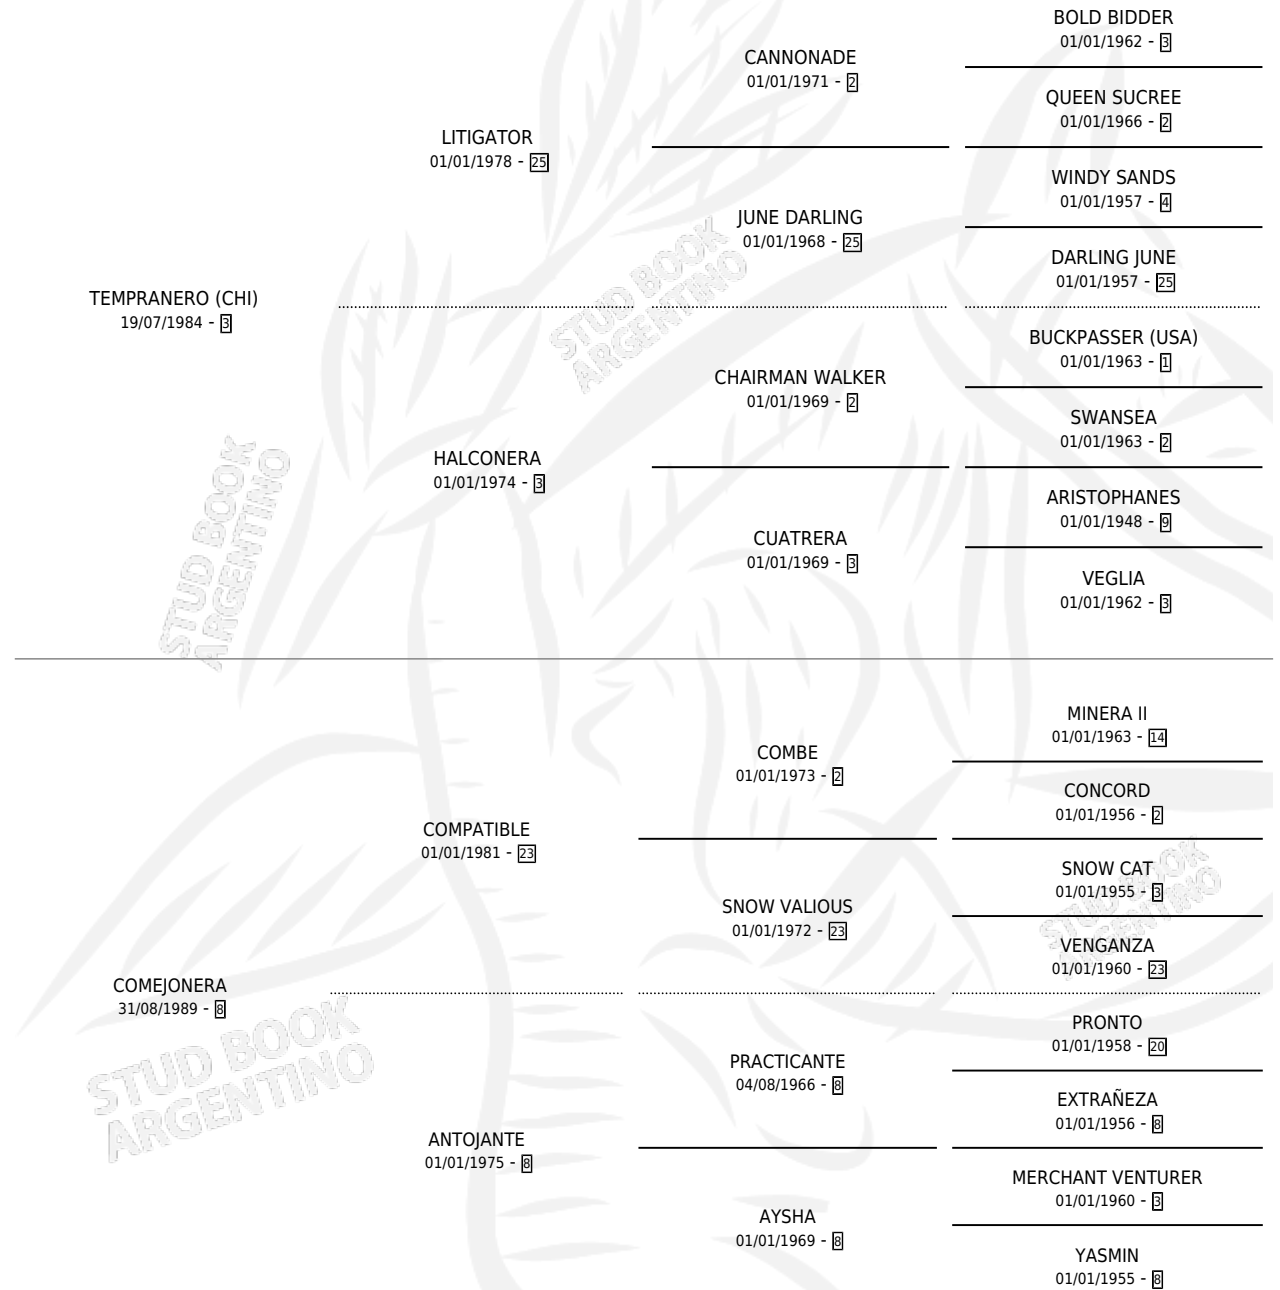 BOLD BIDDER
01/01/1962 - 3
CANNONADE
01/01/1971 - 2
QUEEN SUCREE
01/01/1966 - 2
LITIGATOR
01/01/1978 - 25
WINDY SANDS
01/01/1957 - 4
JUNE DARLING
01/01/1968 - 25
DARLING JUNE
01/01/1957 - 25
TEMPRANERO (CHI)
19/07/1984 - 3
BUCKPASSER (USA)
01/01/1963 - 1
CHAIRMAN WALKER
01/01/1969 - 2
SWANSEA
01/01/1963 - 2
HALCONERA
01/01/1974 - 3
ARISTOPHANES
01/01/1948 - 9
CUATRERA
01/01/1969 - 3
VEGLIA
01/01/1962 - 3
STUD BOOK
ARGENTINO
STUD BOOK
ARGENTINO
MINERA II
01/01/1963 - 14
COMBE
01/01/1973 - 2
CONCORD
01/01/1956 - 2
COMPATIBLE
01/01/1981 - 23
SNOW CAT
01/01/1955 - 3
SNOW VALIOUS
01/01/1972 - 23
VENGANZA
01/01/1960 - 23
COMEJONERA
31/08/1989 - 8
PRONTO
01/01/1958 - 20
PRACTICANTE
04/08/1966 - 8
EXTRAÑEZA
01/01/1956 - 8
ANTOJANTE
01/01/1975 - 8
MERCHANT VENTURER
01/01/1960 - 3
AYSHA
01/01/1969 - 8
YASMIN
01/01/1955 - 8
STUD BOOK
ARGENTINO
STUD BOOK
ARGENTINO